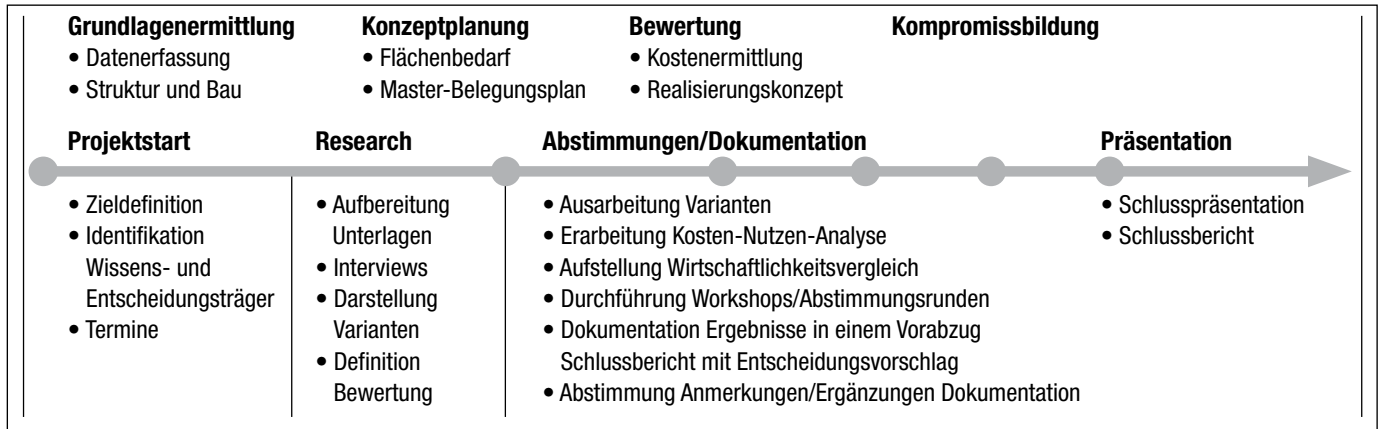 Grundlagenermittlung
• Datenerfassung
• Struktur und Bau
Konzeptplanung
• Flächenbedarf
• Master-Belegungsplan
Bewertung
• Kostenermittlung
• Realisierungskonzept
Kompromissbildung
Projektstart
• Zieldefinition
• Identifikation
Wissens- und
Entscheidungsträger
• Termine
Research
• Aufbereitung
Unterlagen
• Interviews
• Darstellung
Varianten
• Definition
Bewertung
Abstimmungen/Dokumentation
• Ausarbeitung Varianten
• Erarbeitung Kosten-Nutzen-Analyse
• Aufstellung Wirtschaftlichkeitsvergleich
• Durchführung Workshops/Abstimmungsrunden
• Dokumentation Ergebnisse in einem Vorabzug
Schlussbericht mit Entscheidungsvorschlag
• Abstimmung Anmerkungen/Ergänzungen Dokumentation
Präsentation
• Schlusspräsentation
• Schlussbericht